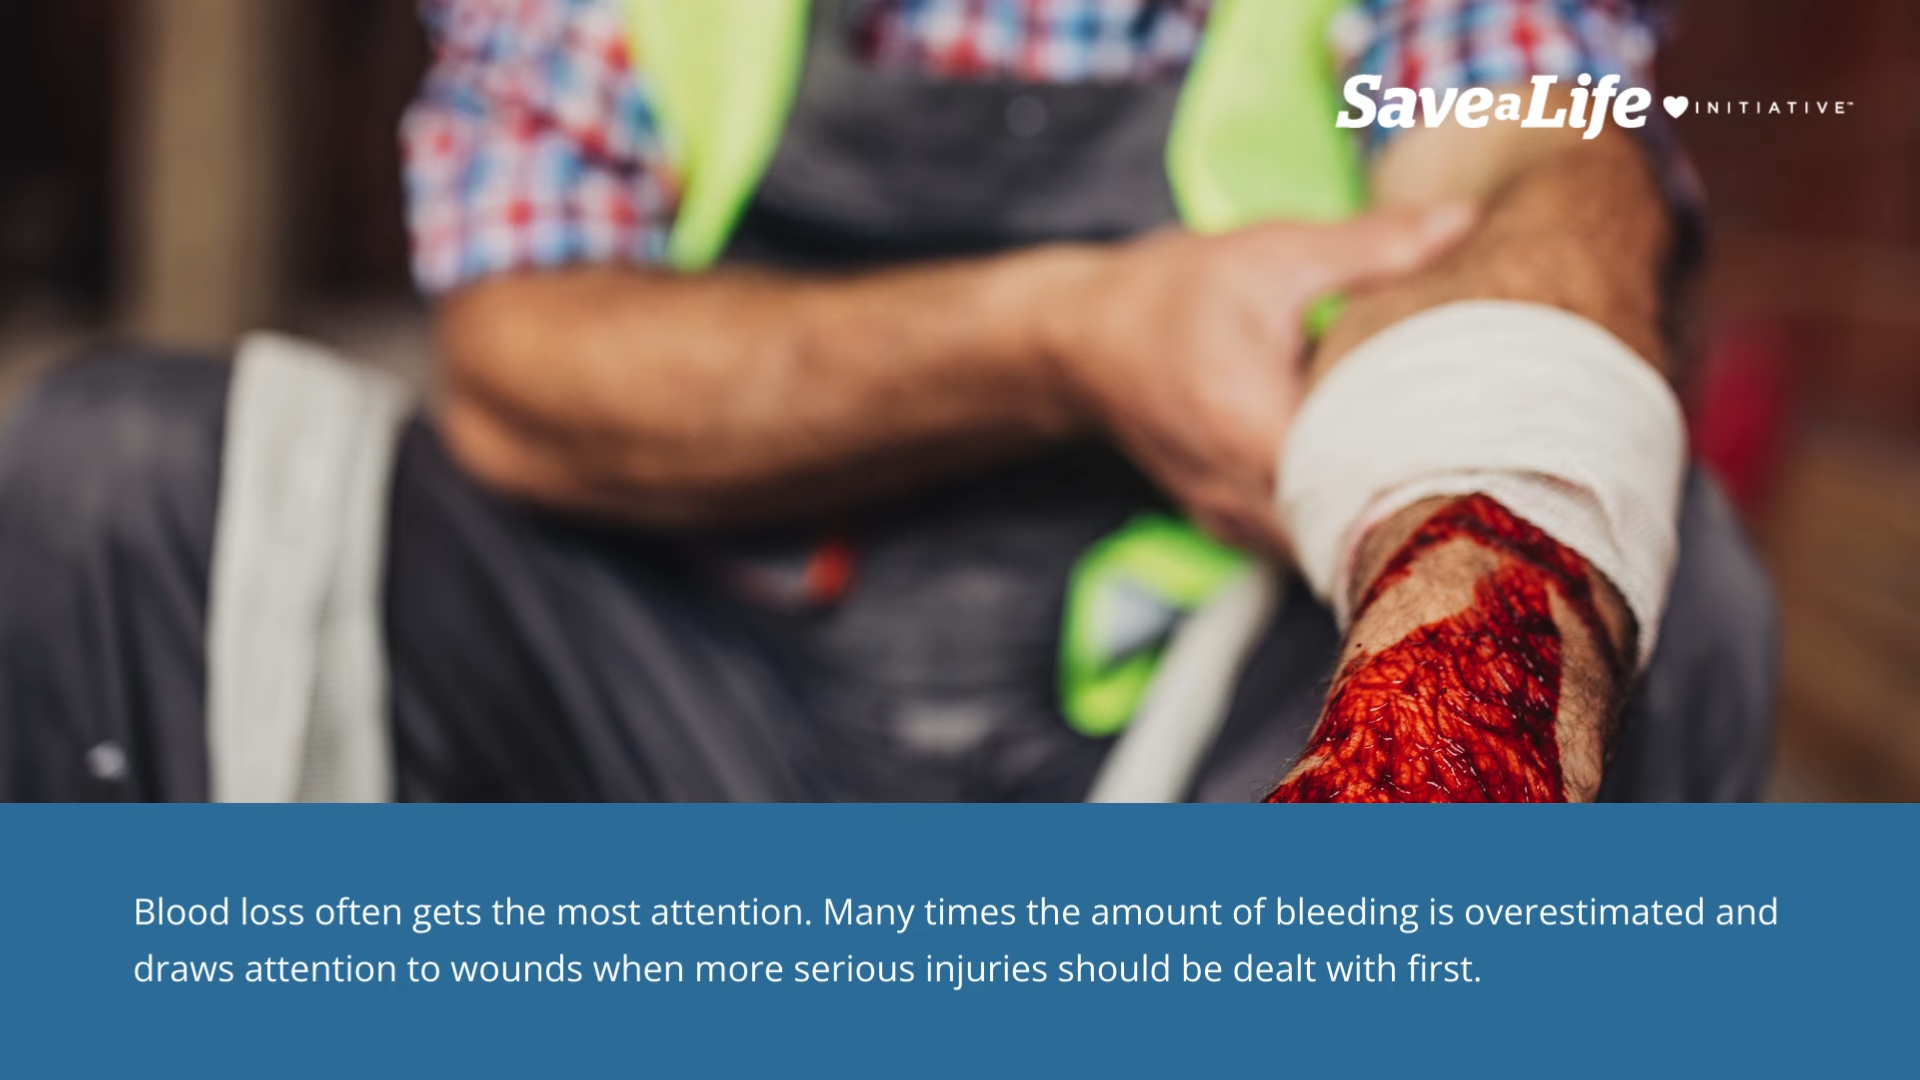 SaveaLife INITIATIVE™
Blood loss often gets the most attention. Many times the amount of bleeding is overestimated and
draws attention to wounds when more serious injuries should be dealt with first.